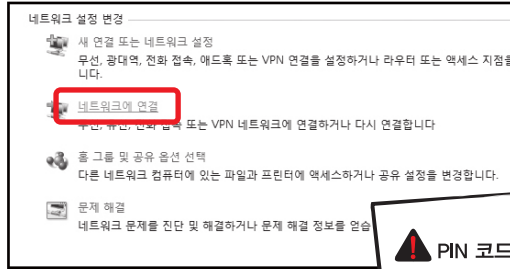 네트워크 설정 변경
새 연결 또는 네트워크 설정
무선, 광대역, 전화 접속, 애드혹 또는 VPN 연결을 설정하거나 라우터 또는 액세스 지점을
니다.
네트워크에 연결
무선, 유선, 전화 접속 또는 VPN 네트워크에 연결하거나 다시 연결합니다
홈 그룹 및 공유 옵션 선택
다른 네트워크 컴퓨터에 있는 파일과 프린터에 액세스하거나 공유 설정을 변경합니다.
문제 해결
네트워크 문제를 진단 및 해결하거나 문제 해결 정보를 얻습
PIN 코드